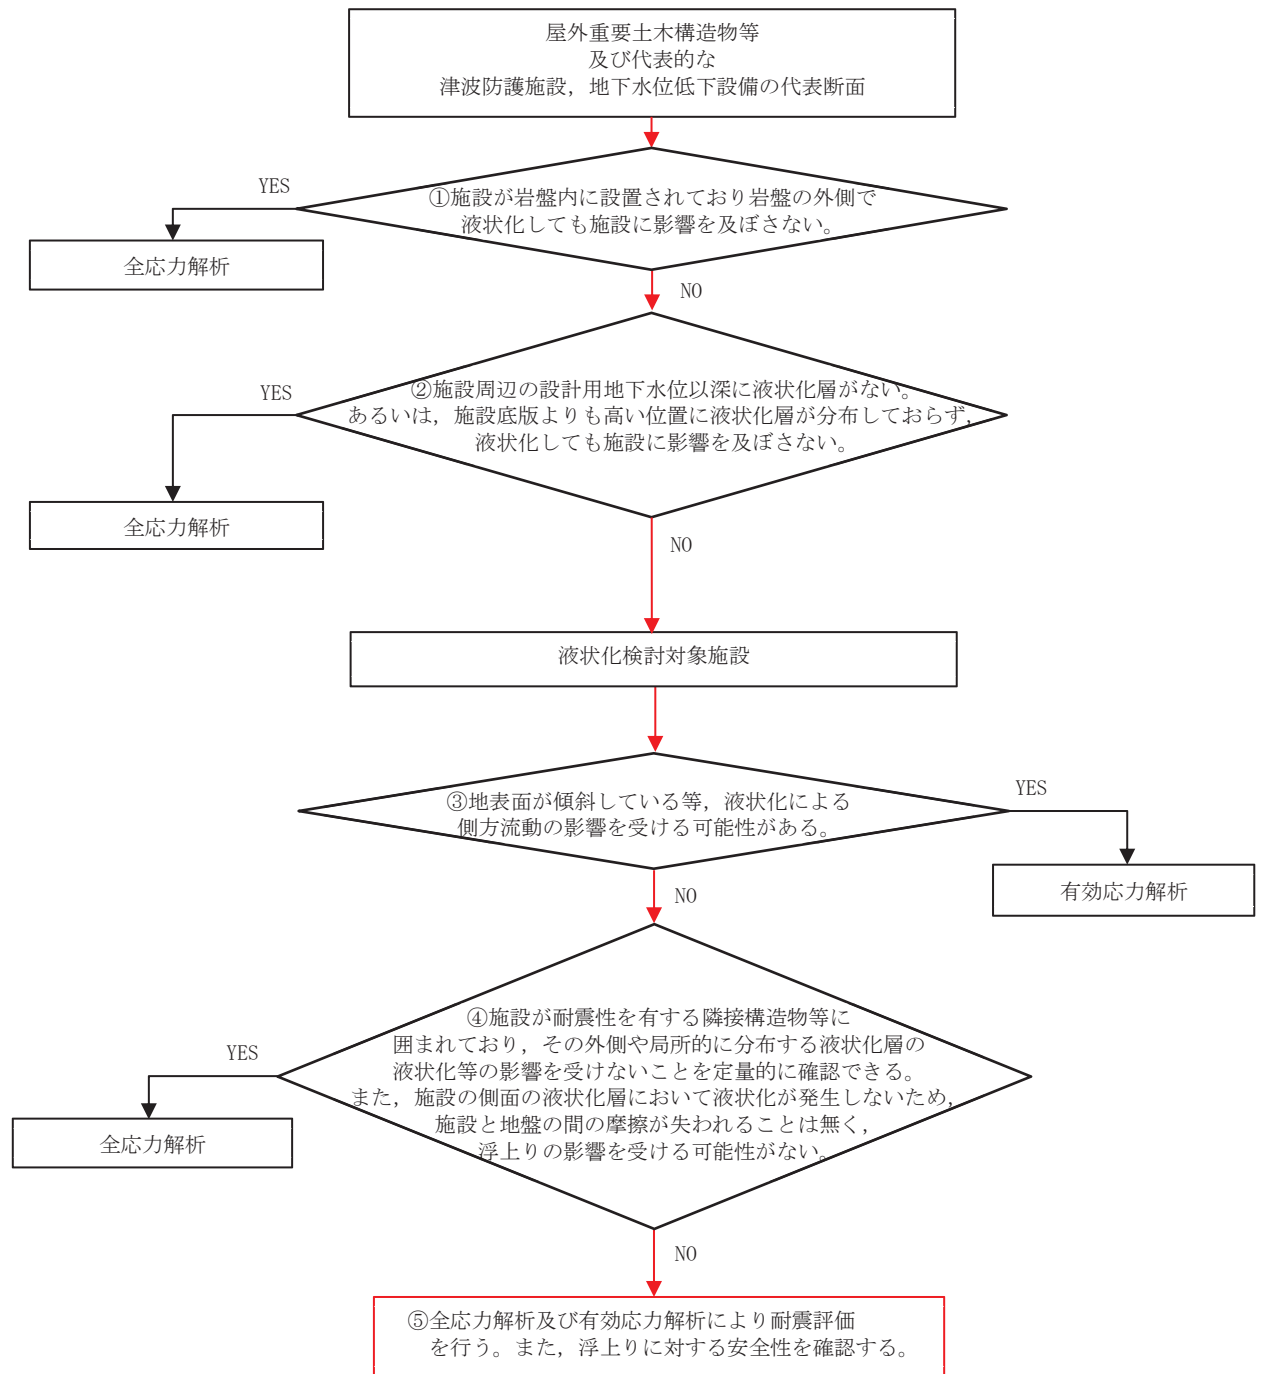 屋外重要土木構造物等
及び代表的な
津波防護施設，地下水位低下設備の代表断面
YES
①施設が岩盤内に設置されており岩盤の外側で
液状化しても施設に影響を及ぼさない。
全応力解析
NO
YES
②施設周辺の設計用地下水位以深に液状化層がない。
あるいは，施設底版よりも高い位置に液状化層が分布しておらず，
液状化しても施設に影響を及ぼさない。
全応力解析
NO
液状化検討対象施設
③地表面が傾斜している等，液状化による
側方流動の影響を受ける可能性がある。
YES
有効応力解析
NO
④施設が耐震性を有する隣接構造物等に
囲まれており，その外側や局所的に分布する液状化層の
液状化等の影響を受けないことを定量的に確認できる。
また，施設の側面の液状化層において液状化が発生しないため，
施設と地盤の間の摩擦が失われることは無く，
浮上りの影響を受ける可能性がない。
YES
全応力解析
NO
⑤全応力解析及び有効応力解析により耐震評価
を行う。また，浮上りに対する安全性を確認する。